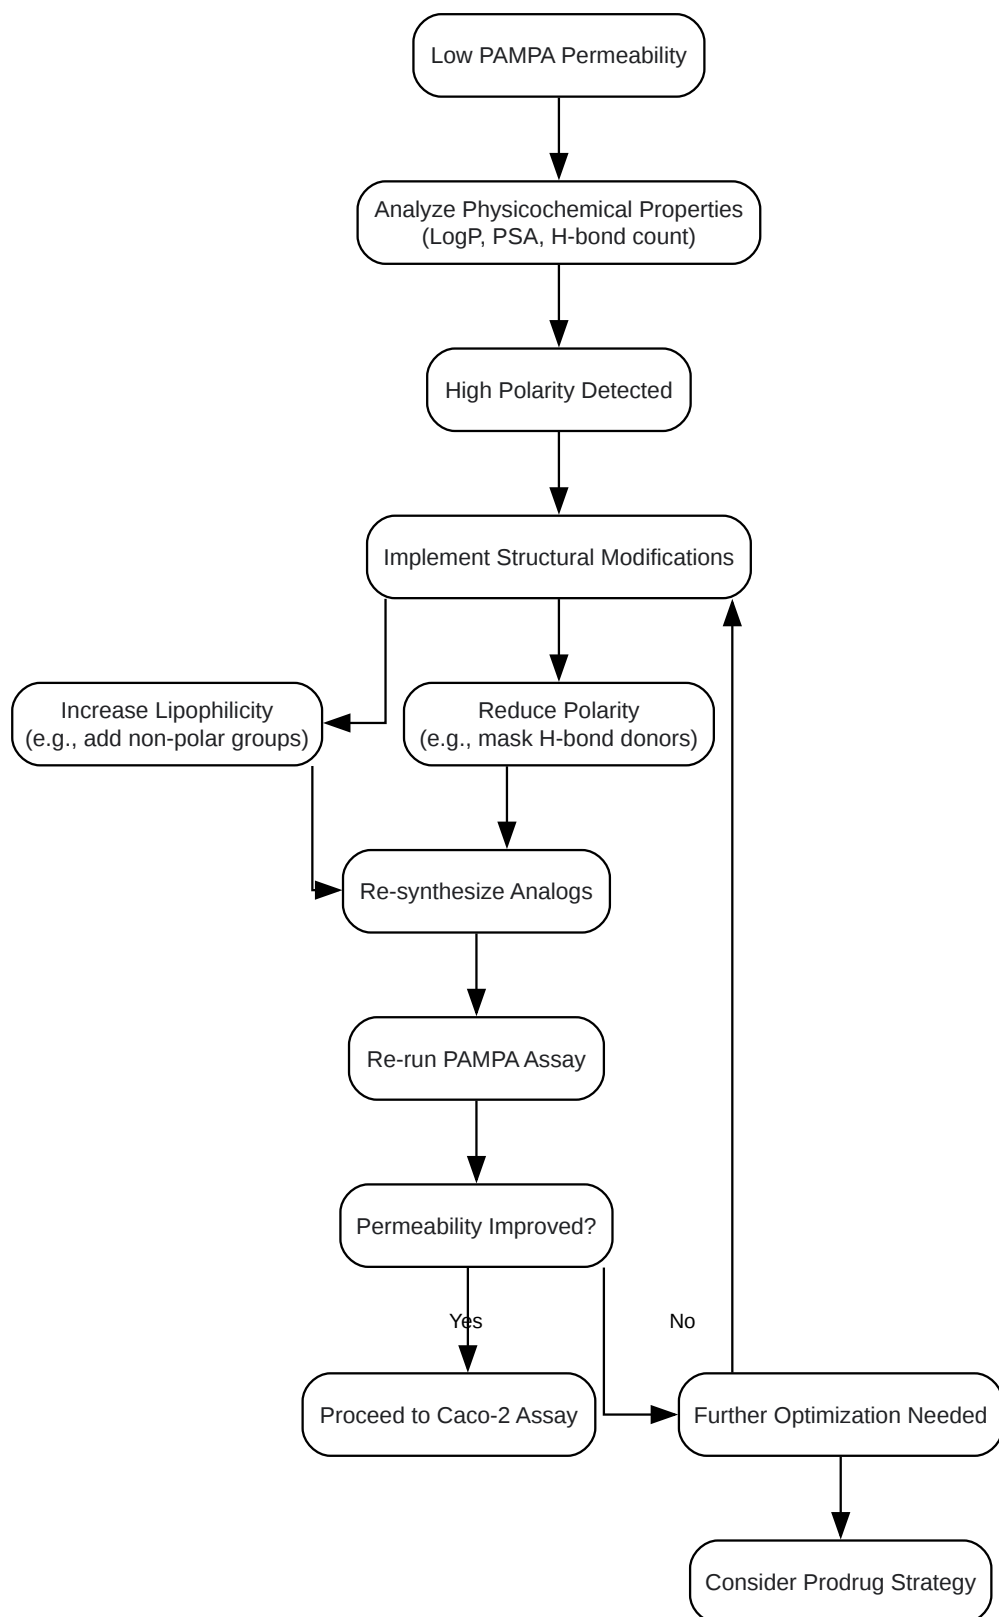 Low PAMPA Permeability
Analyze Physicochemical Properties
(LogP, PSA, H-bond count)
High Polarity Detected
Implement Structural Modifications
Increase Lipophilicity
(e.g., add non-polar groups)
Reduce Polarity
(e.g., mask H-bond donors)
Re-synthesize Analogs
Re-run PAMPA Assay
Permeability Improved?
Yes
No
Proceed to Caco-2 Assay
Further Optimization Needed
Consider Prodrug Strategy